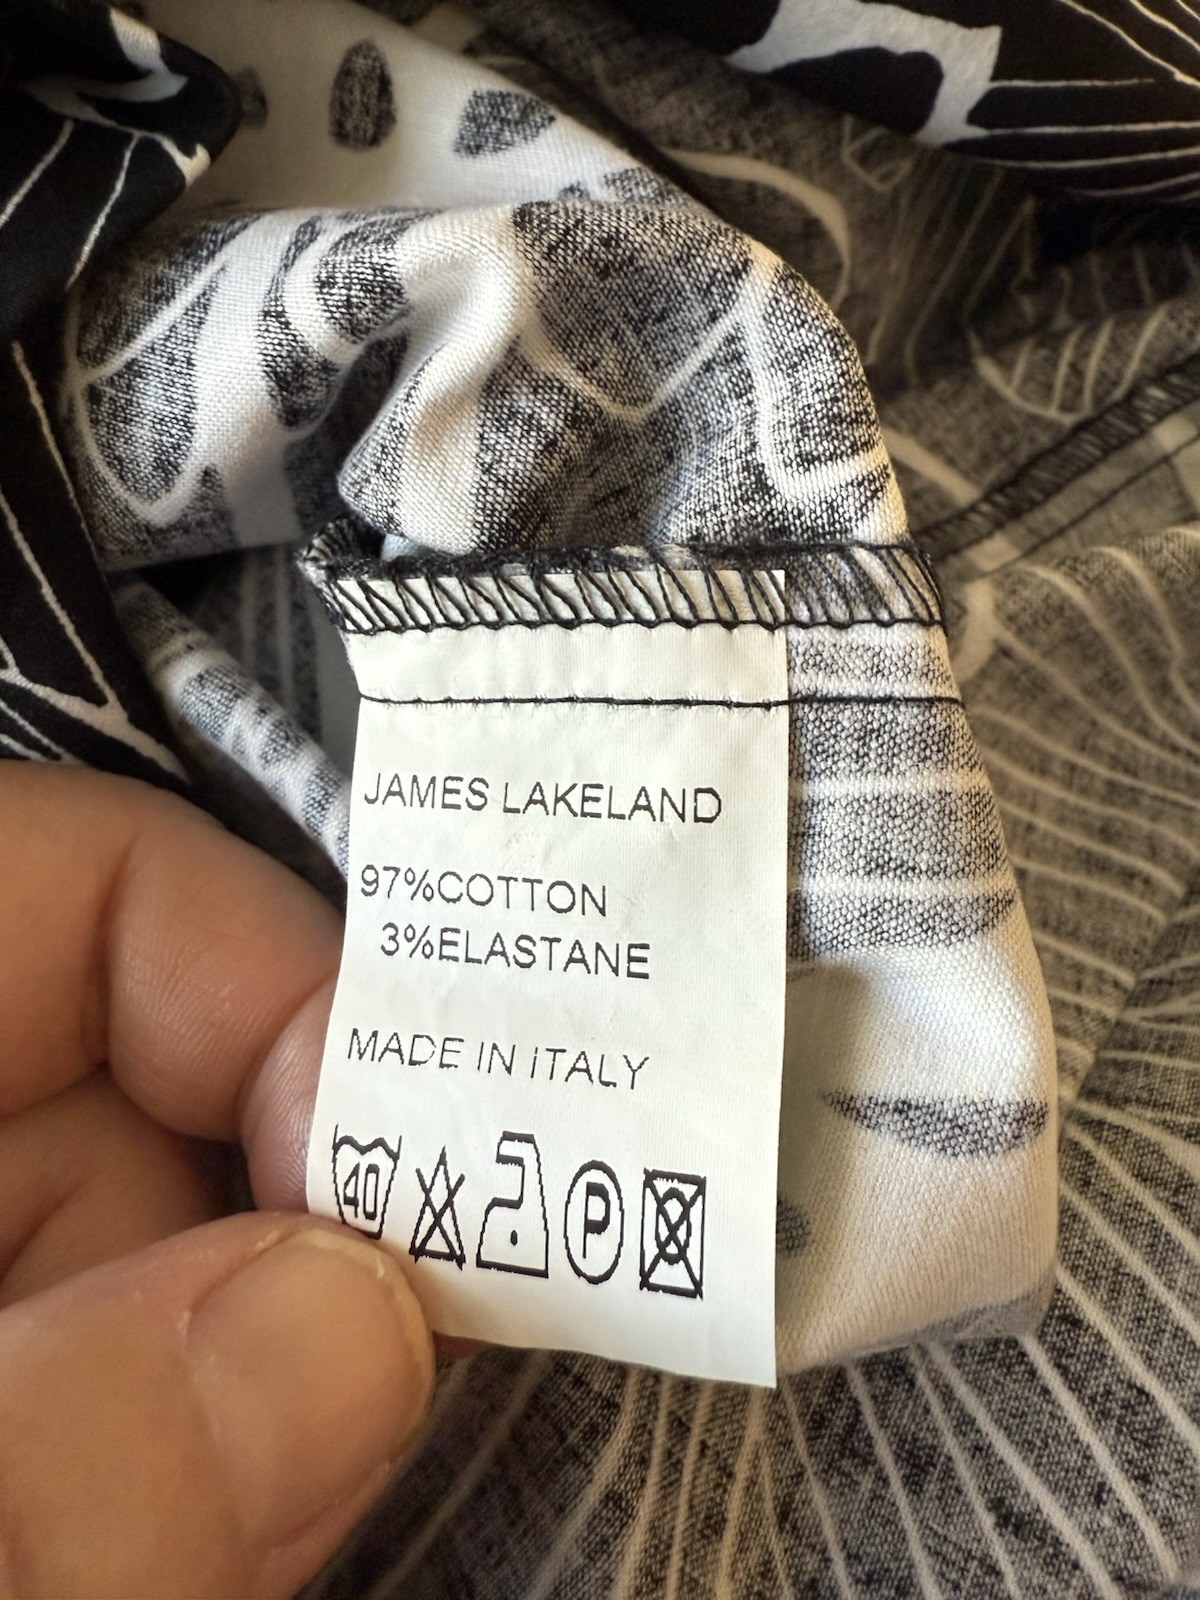 JAMES LAKELAND
97%COTTON
3%ELASTANE
MADE IN iTALY
40
P